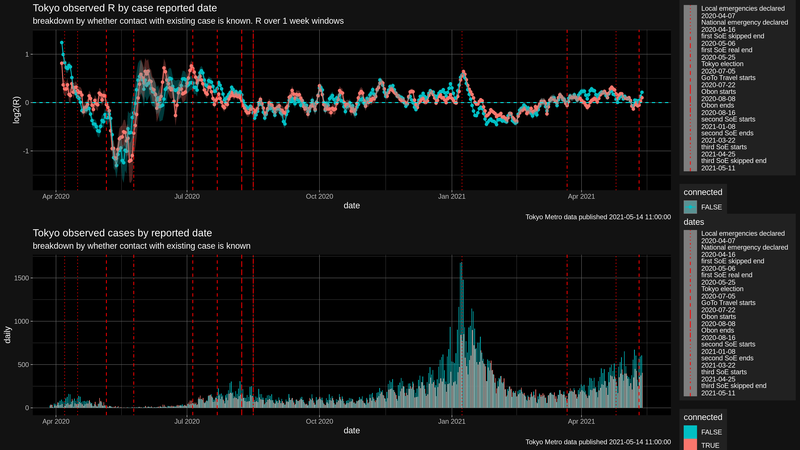 Tokyo observed R by case reported date
breakdown by whether contact with existing case is known. R over 1 week windows
log2(R)
1
0
-1
Apr 2020
Jul 2020
Oct 2020
Jan 2021
Apr 2021
date
Tokyo Metro data published 2021-05-14 11:00:00
Local emergencies declared
2020-04-07
National emergency declared
2020-04-16
first SoE skipped end
2020-05-06
first SoE real end
2020-05-25
Tokyo election
2020-07-05
GoTo Travel starts
2020-07-22
Obon starts
2020-08-08
Obon ends
2020-08-16
second SoE starts
2021-01-08
second SoE ends
2021-03-22
third SoE starts
2021-04-25
third SoE skipped end
2021-05-11
connected
FALSE
Tokyo observed cases by reported date
breakdown by whether contact with existing case is known
daily
1500
1000
500
0
Apr 2020
Jul 2020
Oct 2020
Jan 2021
Apr 2021
date
Tokyo Metro data published 2021-05-14 11:00:00
dates
Local emergencies declared
2020-04-07
National emergency declared
2020-04-16
first SoE skipped end
2020-05-06
first SoE real end
2020-05-25
Tokyo election
2020-07-05
GoTo Travel starts
2020-07-22
Obon starts
2020-08-08
Obon ends
2020-08-16
second SoE starts
2021-01-08
second SoE ends
2021-03-22
third SoE starts
2021-04-25
third SoE skipped end
2021-05-11
connected
FALSE
TRUE